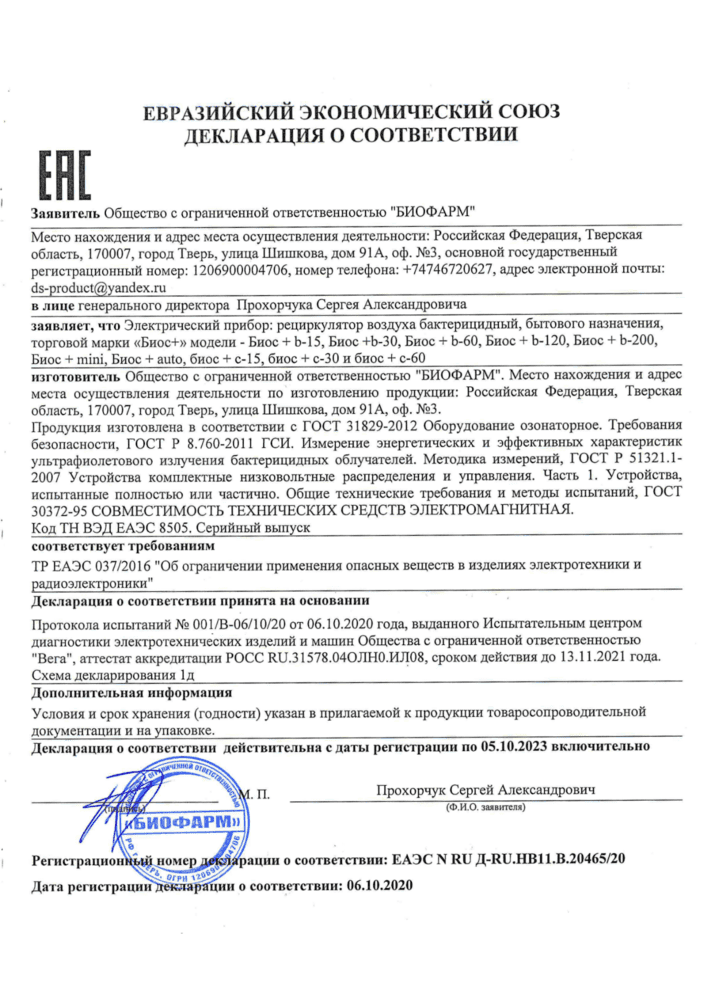 ЕВРАЗИЙСКИЙ ЭКОНОМИЧЕСКИЙ СОЮЗ
ДЕКЛАРАЦИЯ О СООТВЕТСТВИИ
ЕАС
Заявитель Общество с ограниченной ответственностью "БИОФАРМ"
Место нахождения и адрес места осуществления деятельности: Российская Федерация, Тверская
область, 170007, город Тверь, улица Шишкова, дом 91А, оф. №3, основной государственный
регистрационный номер: 1206900004706, номер телефона: +74746720627, адрес электронной почты:
ds-product@yandex.ru
в лице генерального директора Прохорчука Сергея Александровича
заявляет, что Электрический прибор: рециркулятор воздуха бактерицидный, бытового назначения,
торговой марки «Биос+» модели - Биос + b-15, Биос +b-30, Биос + b-60, Биос + b-120, Биос + b-200,
Биос + mini, Биос + auto, биос + c-15, биос + c-30 и биос + c-60
изготовитель Общество с ограниченной ответственностью "БИОФАРМ". Место нахождения и адрес
места осуществления деятельности по изготовлению продукции: Российская Федерация, Тверская
область, 170007, город Тверь, улица Шишкова, дом 91А, оф. №3.
Продукция изготовлена в соответствии с ГОСТ 31829-2012 Оборудование озонаторное. Требования
безопасности, ГОСТ Р 8.760-2011 ГСИ. Измерение энергетических и эффективных характеристик
ультрафиолетового излучения бактерицидных облучателей. Методика измерений, ГОСТ Р 51321.1-
2007 Устройства комплектные низковольтные распределения и управления. Часть 1. Устройства,
испытанные полностью или частично. Общие технические требования и методы испытаний, ГОСТ
30372-95 СОВМЕСТИМОСТЬ ТЕХНИЧЕСКИХ СРЕДСТВ ЭЛЕКТРОМАГНИТНАЯ.
Код ТН ВЭД ЕАЭС 8505. Серийный выпуск
соответствует требованиям
ТР ЕАЭС 037/2016 "Об ограничении применения опасных веществ в изделиях электротехники и
радиоэлектроники"
Декларация о соответствии принята на основании
Протокола испытаний № 001/В-06/10/20 от 06.10.2020 года, выданного Испытательным центром
диагностики электротехнических изделий и машин Общества с ограниченной ответственностью
"Вега", аттестат аккредитации РОСС RU.31578.04ОЛН0.ИЛ08, сроком действия до 13.11.2021 года.
Схема декларирования 1д
Дополнительная информация
Условия и срок хранения (годности) указан в прилагаемой к продукции товаросопроводительной
документации и на упаковке.
Декларация о соответствии действительна с даты регистрации по 05.10.2023 включительно
М. П.
Прохорчук Сергей Александрович
(подпись)
(Ф.И.О. заявителя)
С ОГРАНИЧЕННОЙ ОТВЕТСТВЕННОСТЬЮ
«БИОФАРМ»
РФ Г. ТВЕРЬ, ОГРН 1206900004706
Регистрационный номер декларации о соответствии: ЕАЭС N RU Д-RU.НВ11.В.20465/20
Дата регистрации декларации о соответствии: 06.10.2020